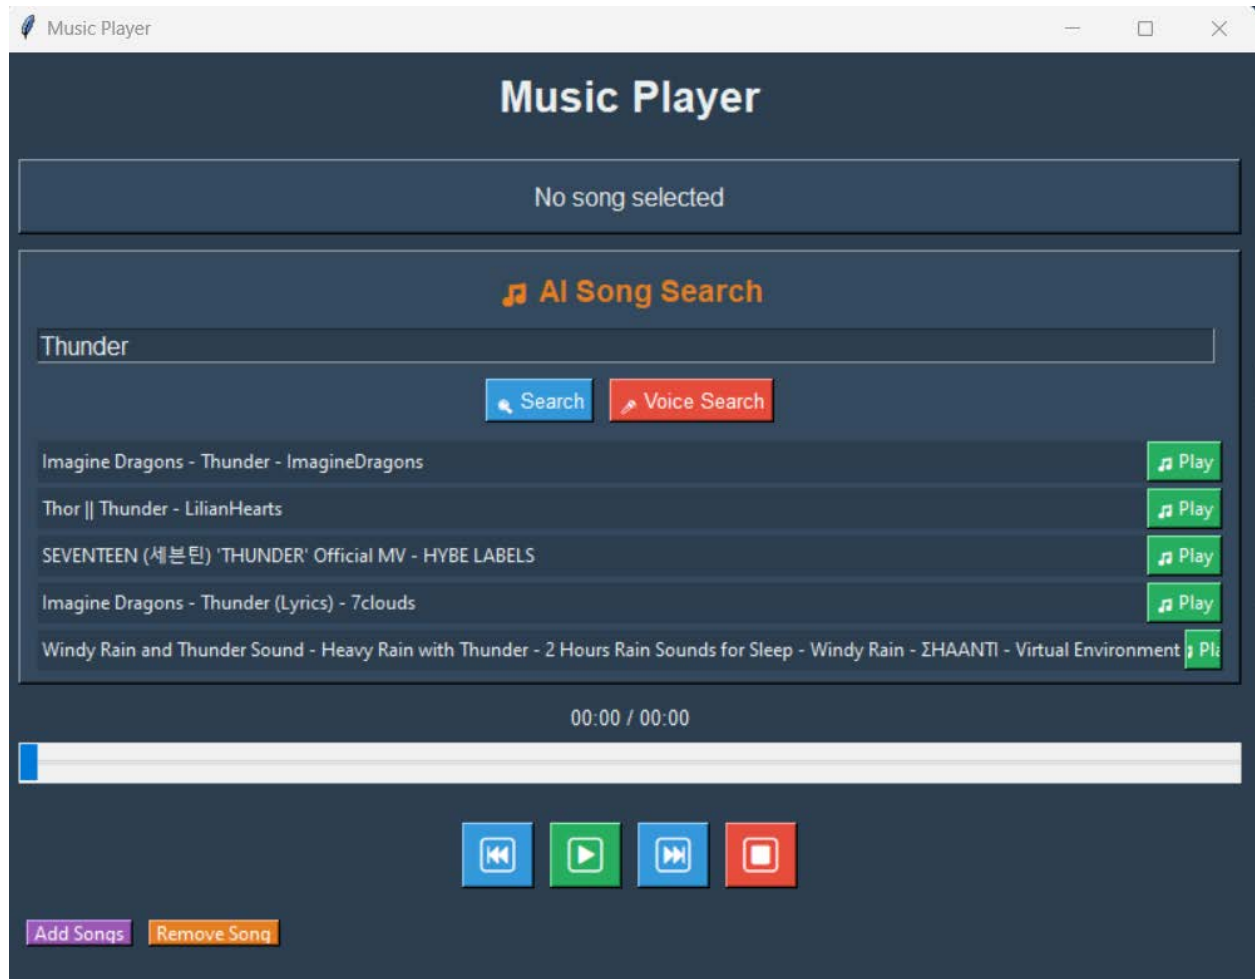 Music Player
Music Player
No song selected
AI Song Search
Thunder
Search Voice Search
Imagine Dragons - Thunder - ImagineDragons Play
Thor || Thunder - LilianHearts Play
SEVENTEEN (세븐틴) 'THUNDER' Official MV - HYBE LABELS Play
Imagine Dragons - Thunder (Lyrics) - 7clouds Play
Windy Rain and Thunder Sound - Heavy Rain with Thunder - 2 Hours Rain Sounds for Sleep - Windy Rain - ΣHAANTI - Virtual Environment Pla
00:00 / 00:00
Add Songs Remove Song